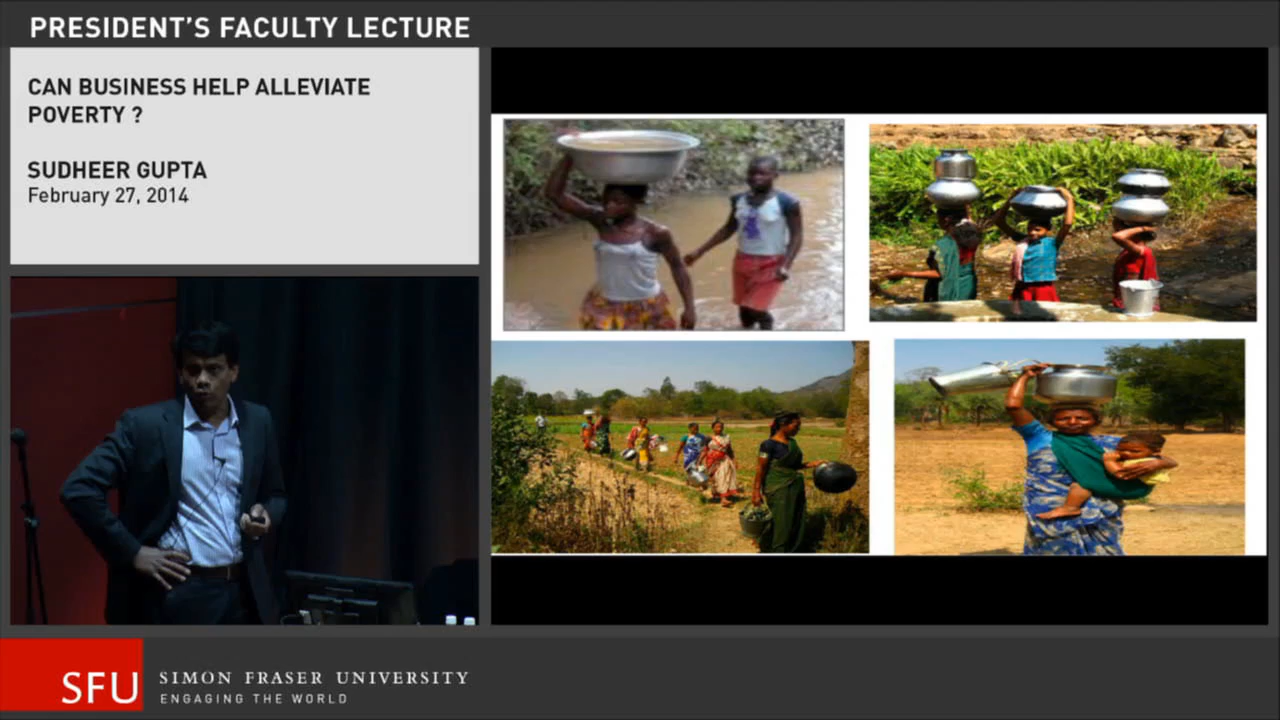 PRESIDENT'S FACULTY LECTURE
CAN BUSINESS HELP ALLEVIATE
POVERTY ?
SUDHEER GUPTA
February 27, 2014
SFU
SIMON FRASER UNIVERSITY
ENGAGING THE WORLD